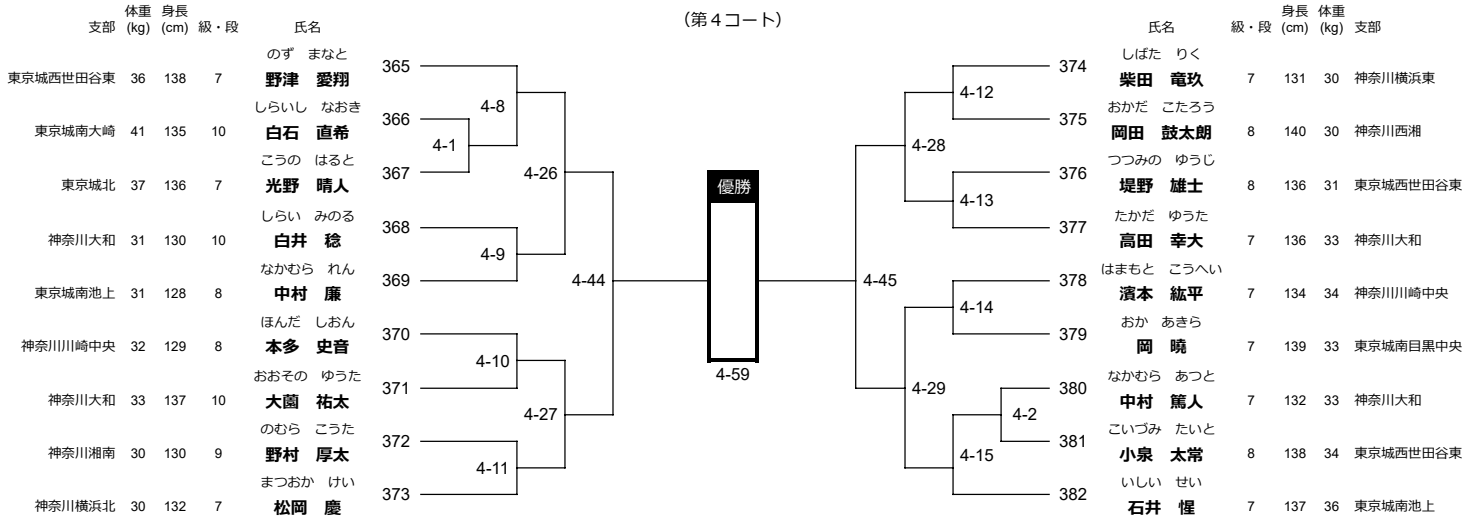 (第４コート)
支部 体重(kg) 身長(cm) 級・段 氏名
氏名 級・段 身長(cm) 体重(kg) 支部
のず まなと
東京城西世田谷東 36 138 7 野津 愛翔 365
しらいし なおき
東京城南大崎 41 135 10 白石 直希 366
こうの はると
東京城北 37 136 7 光野 晴人 367
しらい みのる
神奈川大和 31 130 10 白井 稔 368
なかむら れん
東京城南池上 31 128 8 中村 廉 369
ほんだ しおん
神奈川川崎中央 32 129 8 本多 史音 370
おおその ゆうた
神奈川大和 33 137 10 大薗 祐太 371
のむら こうた
神奈川湘南 30 130 9 野村 厚太 372
まつおか けい
神奈川横浜北 30 132 7 松岡 慶 373
4-8
4-1
4-26
4-9
4-44
4-10
4-27
4-11
優勝
4-59
4-12
4-28
4-13
4-45
4-14
4-29
4-2
4-15
しばた りく
374 柴田 竜玖 7 131 30 神奈川横浜東
おかだ こたろう
375 岡田 鼓太朗 8 140 30 神奈川西湘
つつみの ゆうじ
376 堤野 雄士 8 136 31 東京城西世田谷東
たかだ ゆうた
377 高田 幸大 7 136 33 神奈川大和
はまもと こうへい
378 濱本 紘平 7 134 34 神奈川川崎中央
おか あきら
379 岡 曉 7 139 33 東京城南目黒中央
なかむら あつと
380 中村 篤人 7 132 33 神奈川大和
こいづみ たいと
381 小泉 太常 8 138 34 東京城西世田谷東
いしい せい
382 石井 惺 7 137 36 東京城南池上